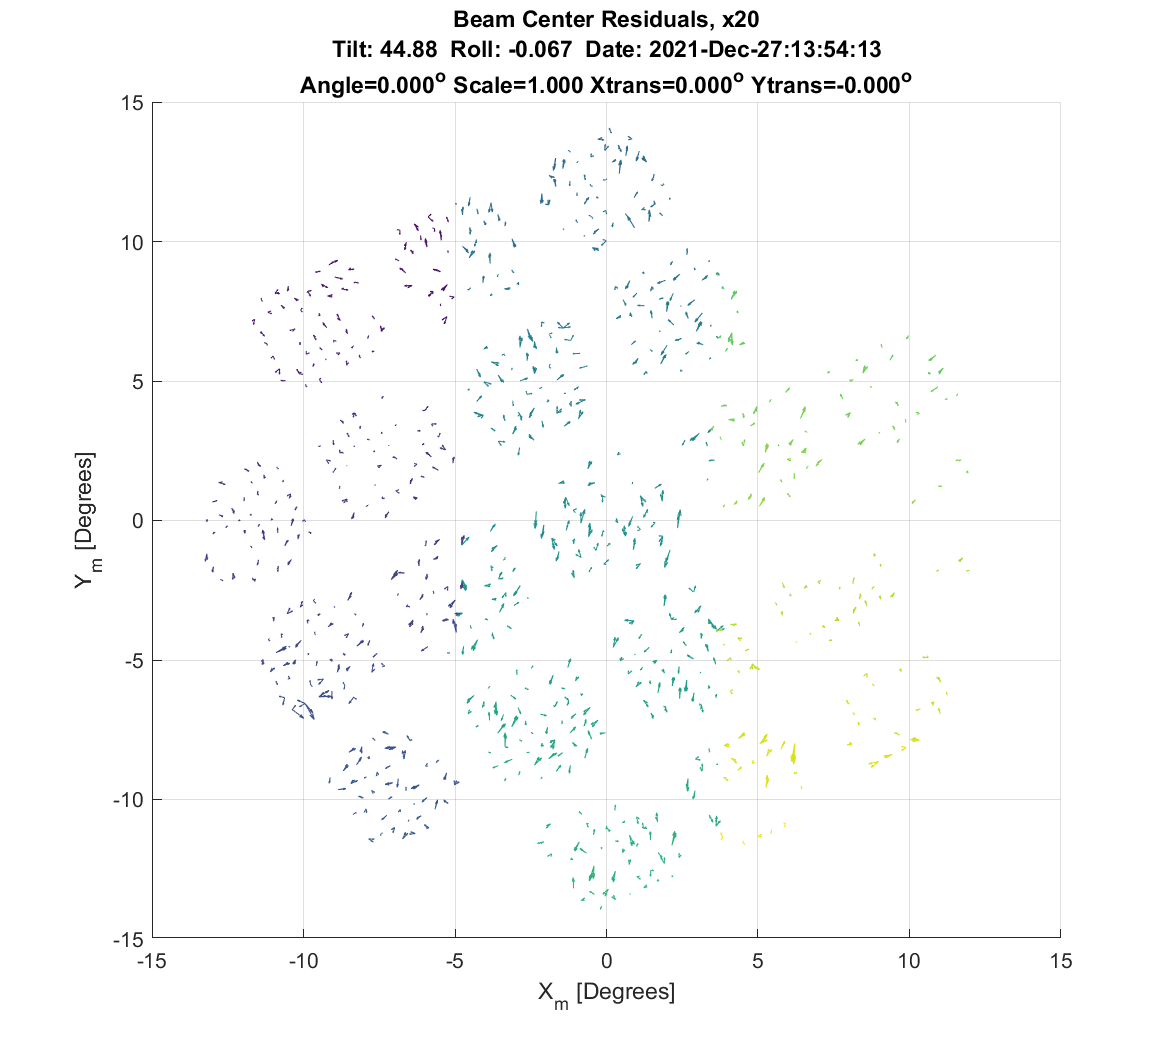 Beam Center Residuals, x20
Tilt: 44.88 Roll: -0.067 Date: 2021-Dec-27:13:54:13
Angle=0.000° Scale=1.000 Xtrans=0.000° Ytrans=-0.000°
15
10
5
0
-5
-10
-15
Y_m [Degrees]
-15 -10 -5 0 5 10 15
X_m [Degrees]